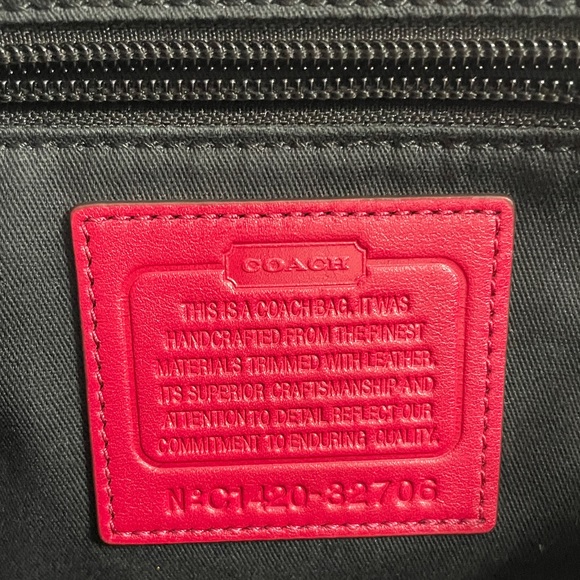 COACH
THIS IS A COACH BAG. IT WAS
HANDCRAFTED FROM THE FINEST
MATERIALS TRIMMED WITH LEATHER.
ITS SUPERIOR CRAFTSMANSHIP AND
ATTENTION TO DETAIL REFLECT OUR
COMMITMENT TO ENDURING QUALITY.
Nº C1420-82706